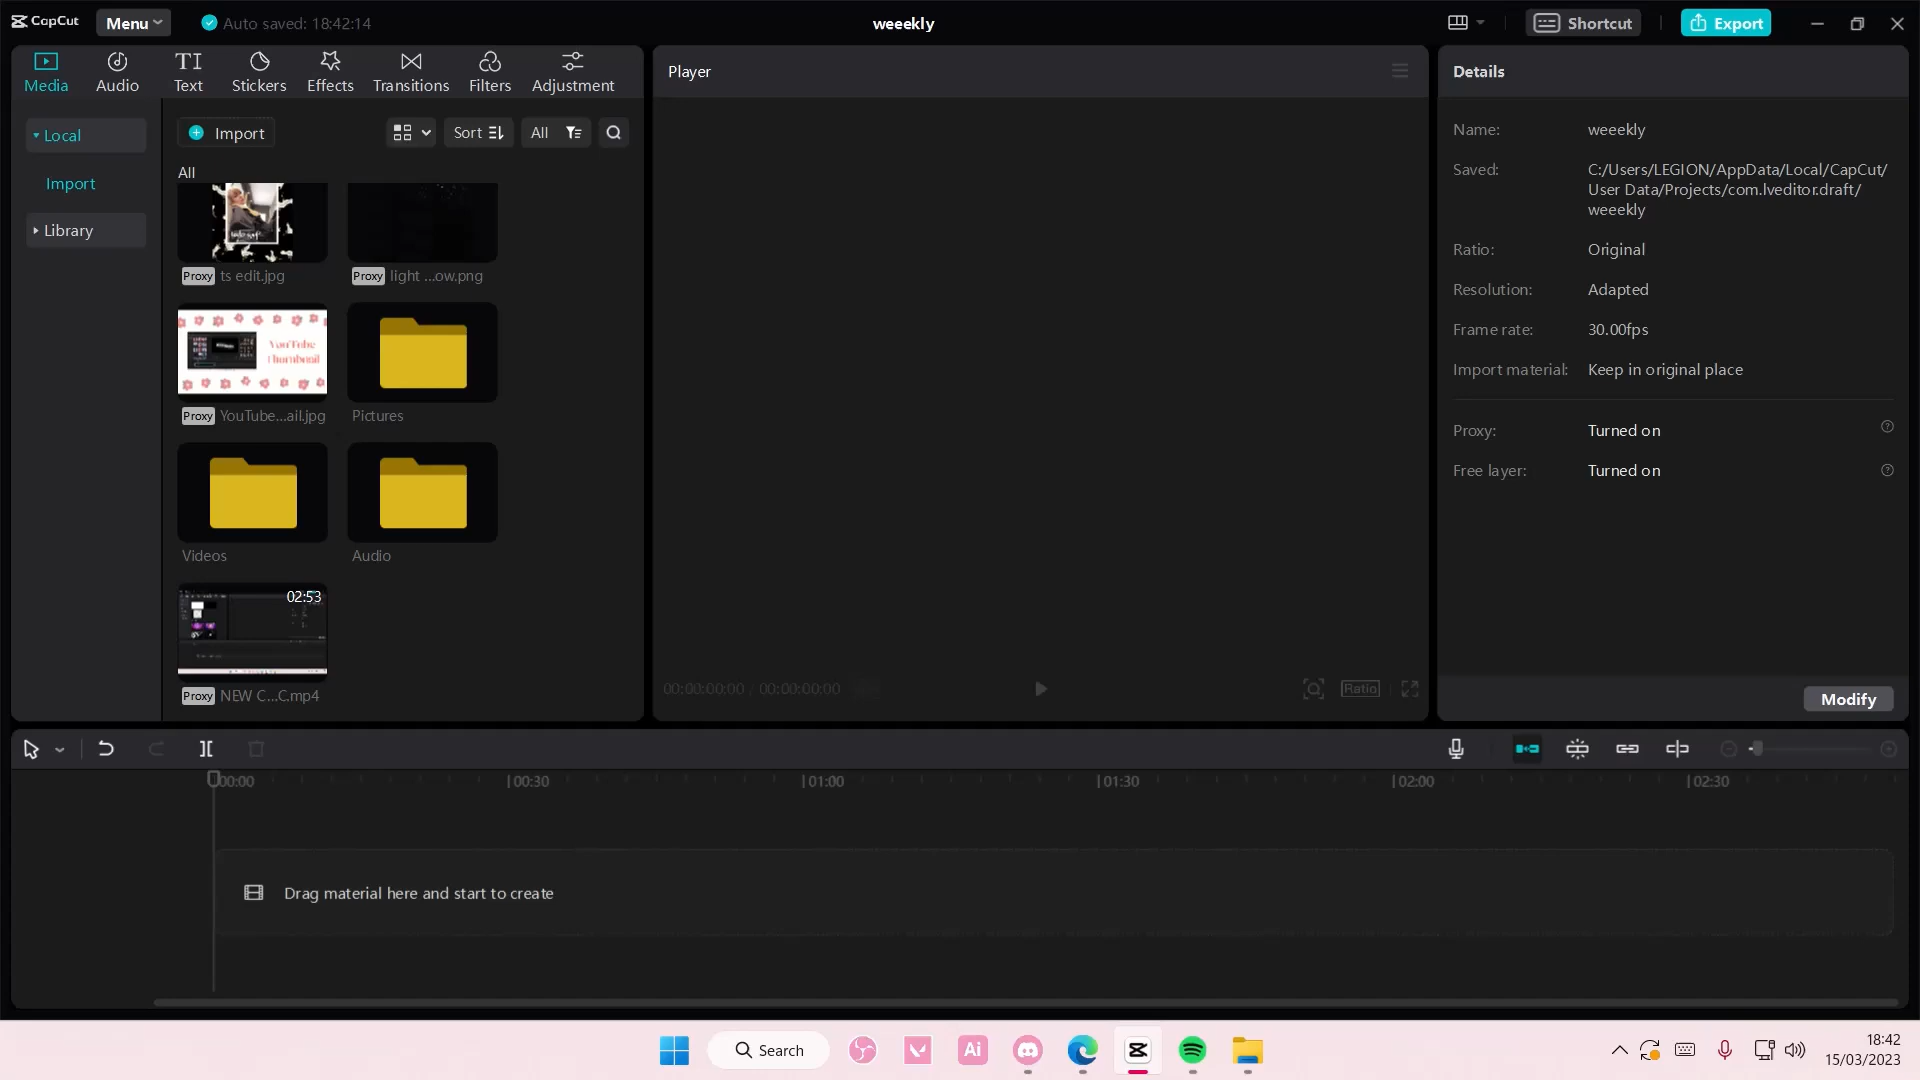 CapCut
Menu
Auto saved: 18:42:14
weeekly
Shortcut
Export
Media
Audio
Text
Stickers
Effects
Transitions
Filters
Adjustment
Local
Import
Library
Import
Sort
All
All
Proxy ts edit.jpg
Proxy light ...ow.png
YouTube
Thumbnail
Proxy YouTube...ail.jpg
Pictures
Videos
Audio
02:53
Proxy NEW C...C.mp4
Player
00:00:00:00 / 00:00:00:00
Ratio
Details
Name: weeekly
Saved: C:/Users/LEGION/AppData/Local/CapCut/
User Data/Projects/com.lveditor.draft/
weeekly
Ratio: Original
Resolution: Adapted
Frame rate: 30.00fps
Import material: Keep in original place
Proxy: Turned on
Free layer: Turned on
Modify
00:00
00:30
01:00
01:30
02:00
02:30
Drag material here and start to create
Search
Ai
18:42
15/03/2023